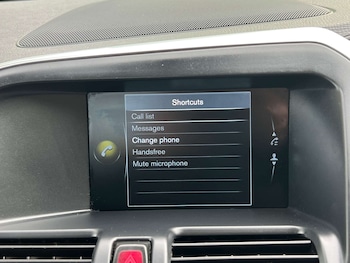 Shortcuts
Call list
Messages
Change phone
Handsfree
Mute microphone